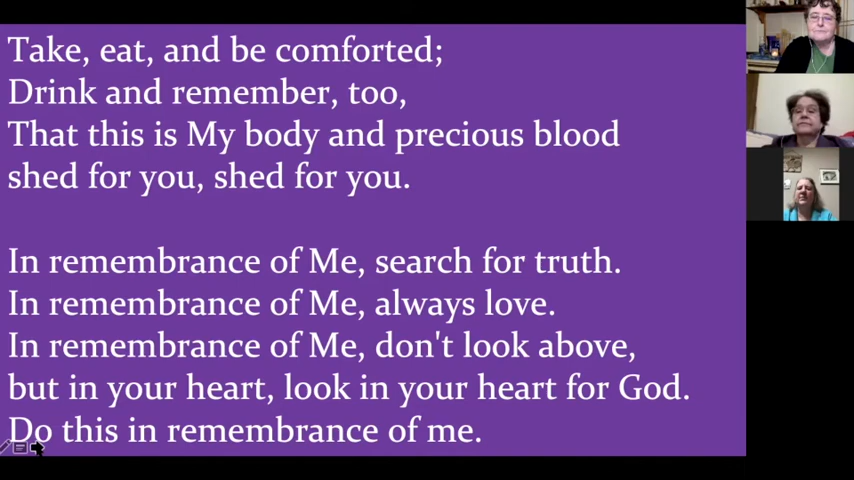 Take, eat, and be comforted;
Drink and remember, too,
That this is My body and precious blood
shed for you, shed for you.
In remembrance of Me, search for truth.
In remembrance of Me, always love.
In remembrance of Me, don't look above,
but in your heart, look in your heart for God.
Do this in remembrance of me.